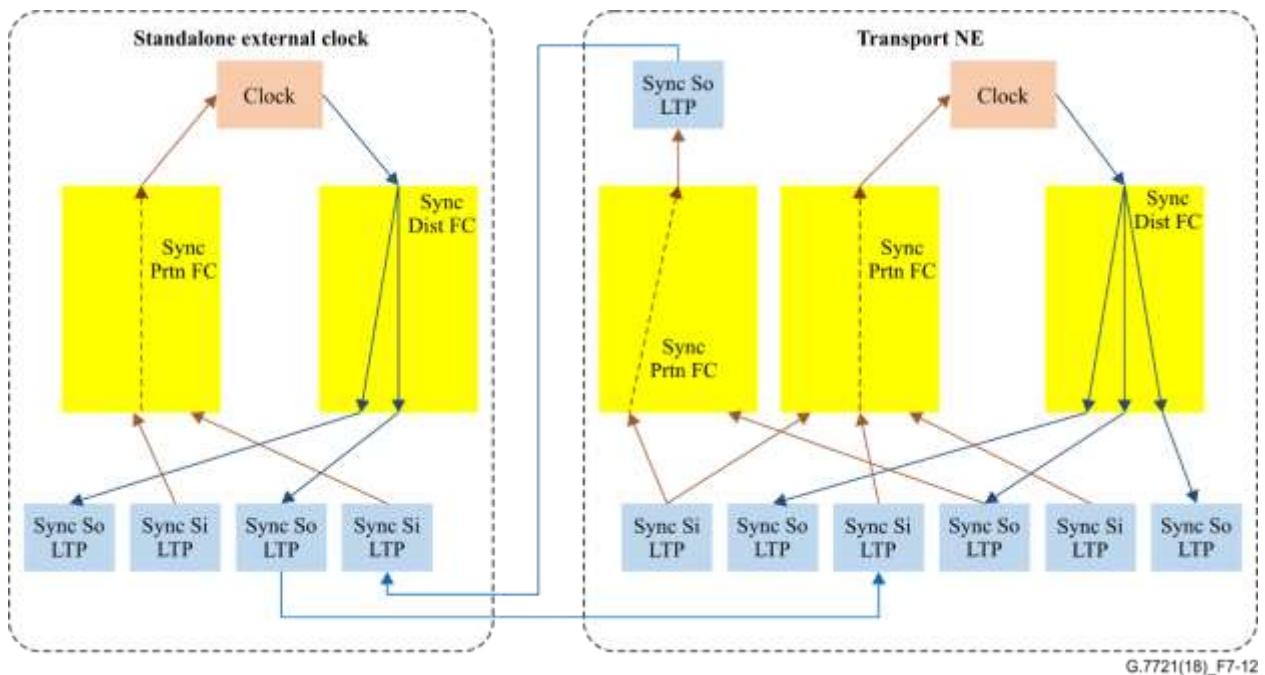 Standalone external clock
Transport NE
Clock
Sync So
LTP
Clock
Sync
Prtn FC
Sync
Dist FC
Sync
Prtn FC
Sync
Prtn FC
Sync
Dist FC
Sync So
LTP
Sync Si
LTP
Sync So
LTP
Sync Si
LTP
Sync Si
LTP
Sync So
LTP
Sync Si
LTP
Sync So
LTP
Sync Si
LTP
Sync So
LTP
G.7721(18)_F7-12